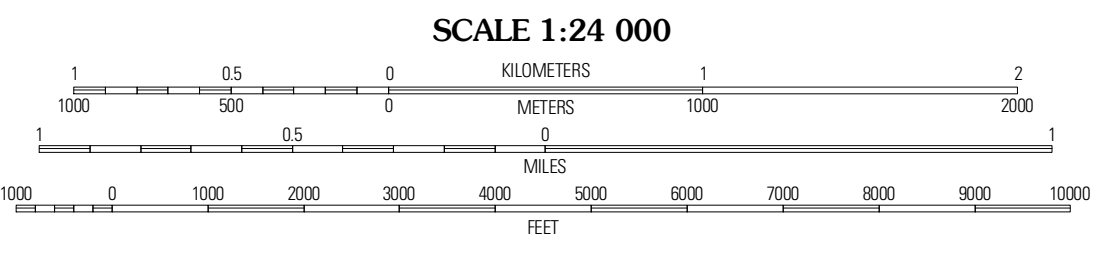 SCALE 1:24 000
1 0.5 0 KILOMETERS 1 2
1000 500 0 METERS 1000 2000
1 0.5 0 1
MILES
1000 0 1000 2000 3000 4000 5000 6000 7000 8000 9000 10000
FEET